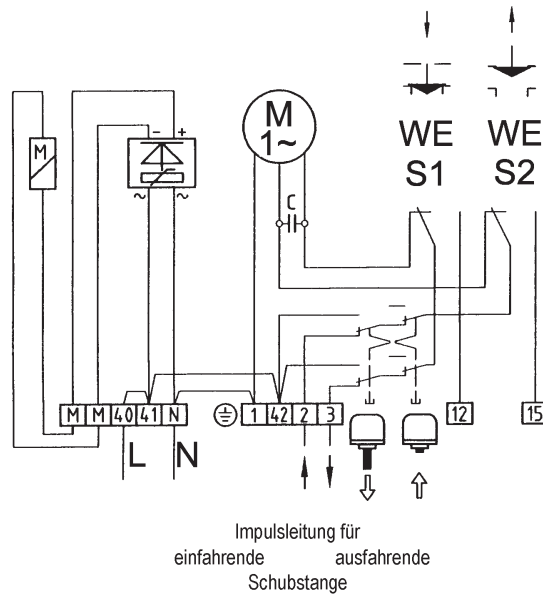 WE WE
S1 S2
M
1~
M
- +
~ ~
C
M M 40 41 N 1 42 2 3 12 15
L N
Impulsleitung für
einfahrende ausfahrende
Schubstange